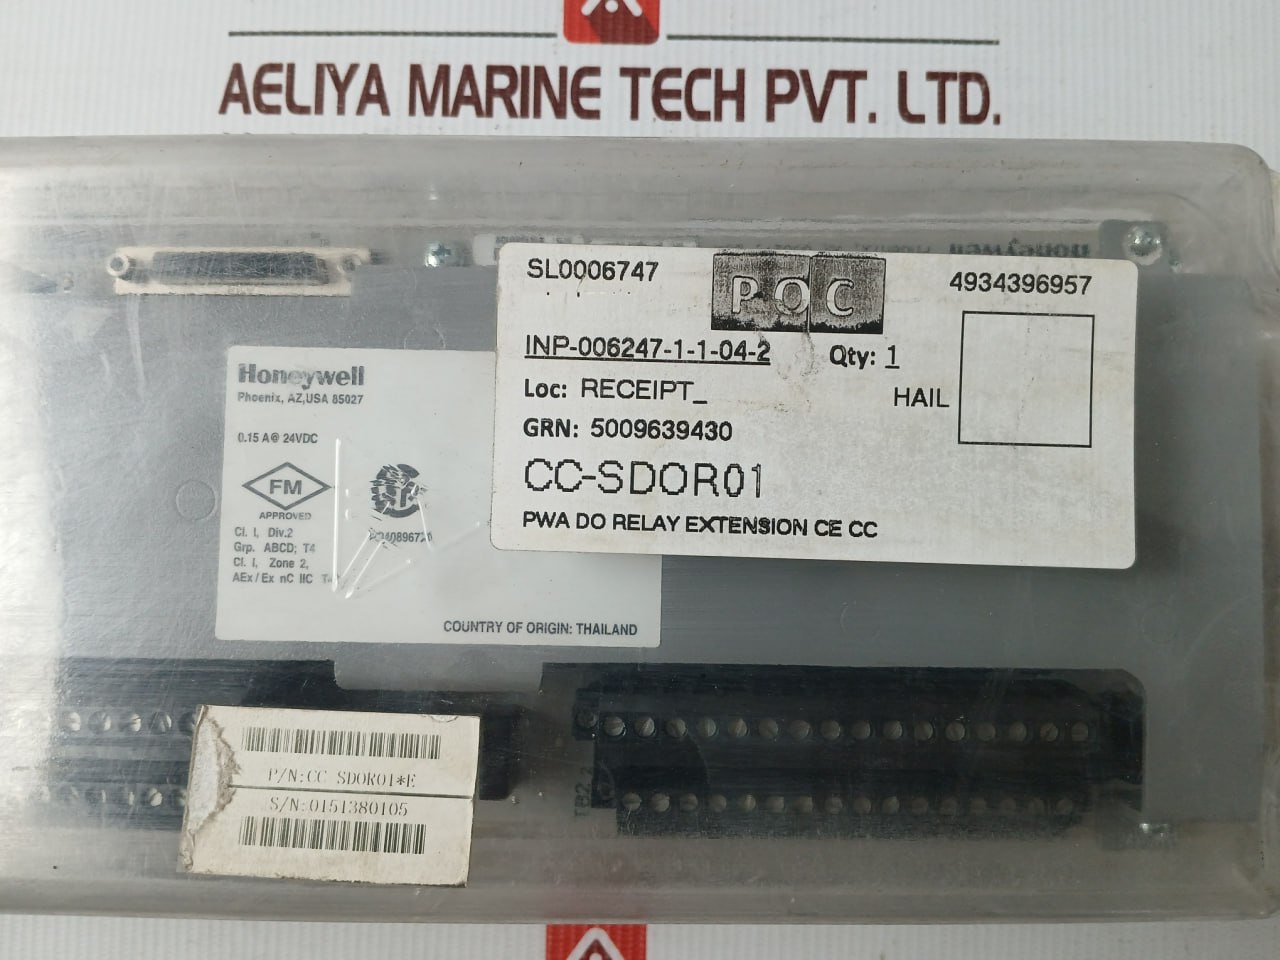 AELIYA MARINE TECH PVT. LTD.
SL0006747
POC
4934396957
INP-006247-1-1-04-2
Qty: 1
Loc: RECEIPT_
HAIL
GRN: 5009639430
CC-SDOR01
PWA DO RELAY EXTENSION CE CC
Honeywell
Phoenix, AZ, USA 85027
0.15 A @ 24VDC
FM
APPROVED
Cl. I, Div.2
Grp. ABCD; T4
Cl. I, Zone 2,
AEx/Ex nC IIC
COUNTRY OF ORIGIN: THAILAND
P/N:CC SDOR01*E
S/N:0151380105
TB2